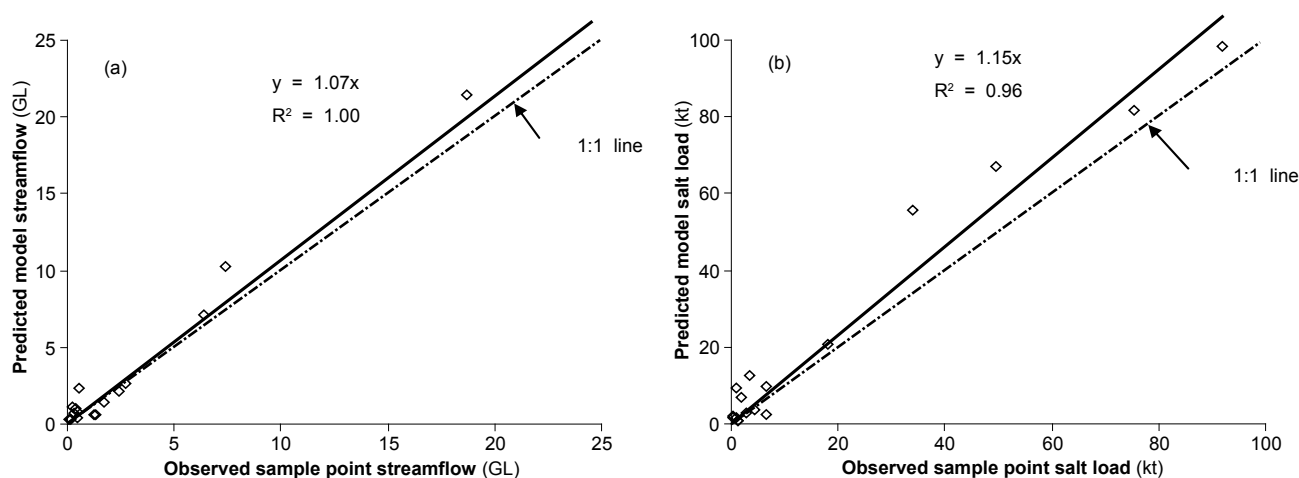 (a)
y = 1.07x
R² = 1.00
1:1 line
Predicted model streamflow (GL)
25
20
15
10
5
0
0 5 10 15 20 25
Observed sample point streamflow (GL)
(b)
y = 1.15x
R² = 0.96
1:1 line
Predicted model salt load (kt)
100
80
60
40
20
0
0 20 40 60 80 100
Observed sample point salt load (kt)